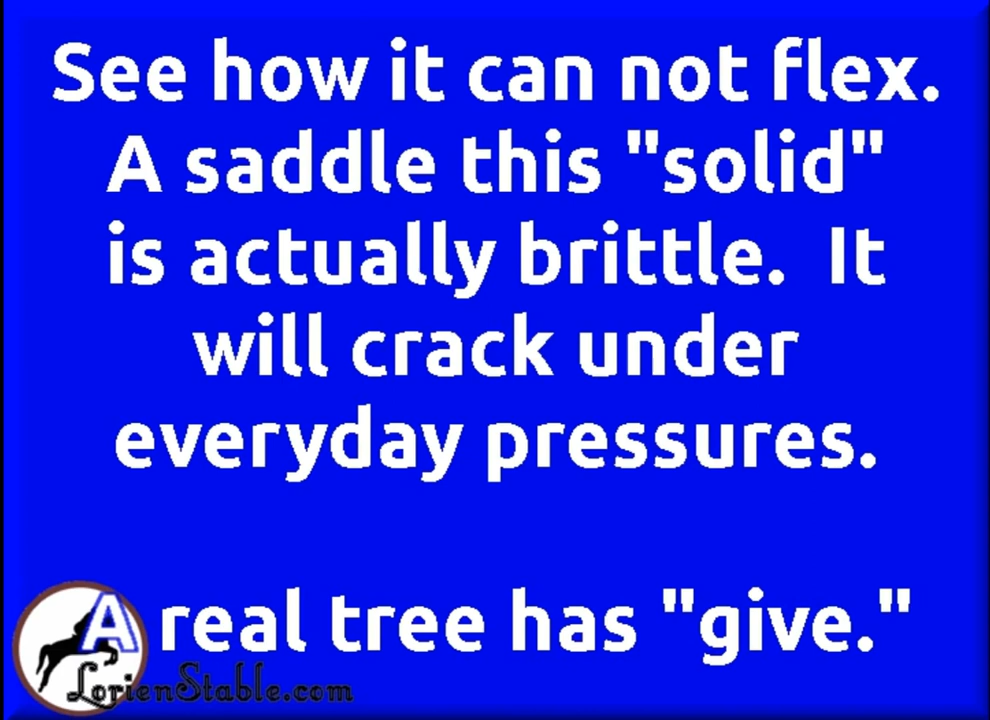 See how it can not flex.
A saddle this "solid"
is actually brittle.  It
will crack under
everyday pressures.
A real tree has "give."
LorienStable.com